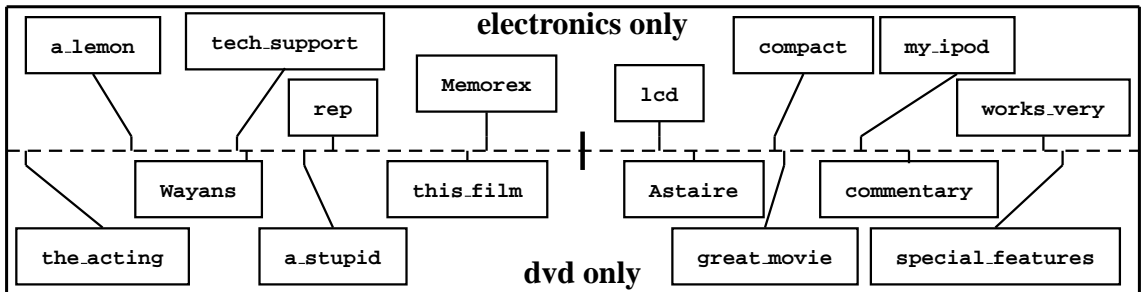 electronics only
a_lemon
tech_support
compact
my_ipod
Memorex
lcd
rep
works_very
Wayans
this_film
Astaire
commentary
the_acting
a_stupid
great_movie
special_features
dvd only